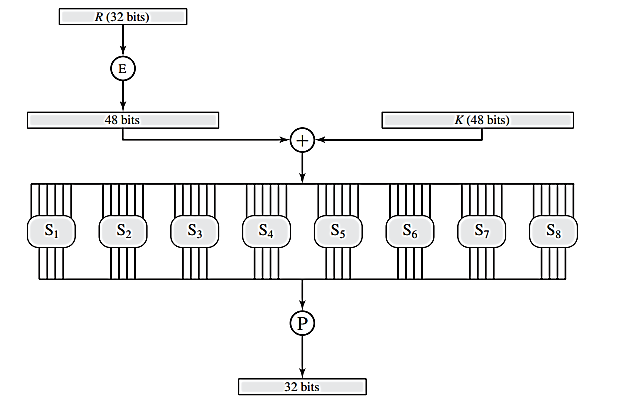 R (32 bits)
E
48 bits
K (48 bits)
+
S1 S2 S3 S4 S5 S6 S7 S8
P
32 bits